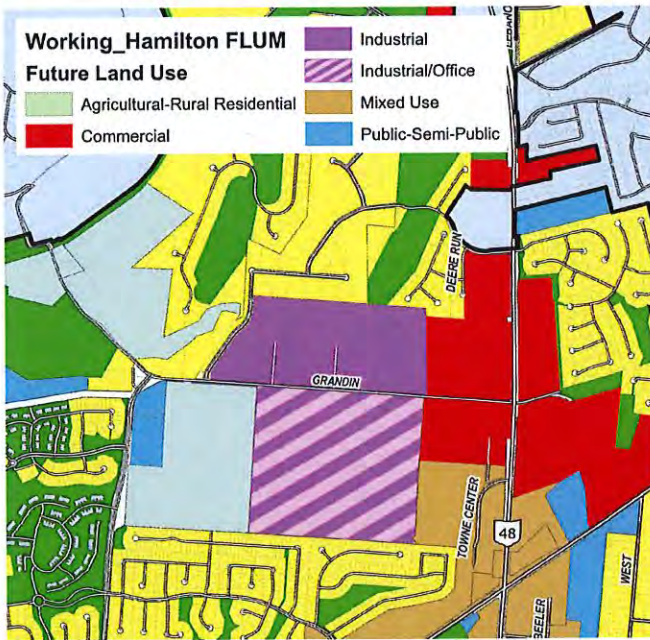 Working_Hamilton FLUM
Future Land Use
Agricultural-Rural Residential
Commercial
Industrial
Industrial/Office
Mixed Use
Public-Semi-Public
DEERE RUN
GRANDIN
TOWNE CENTER
48
WEST